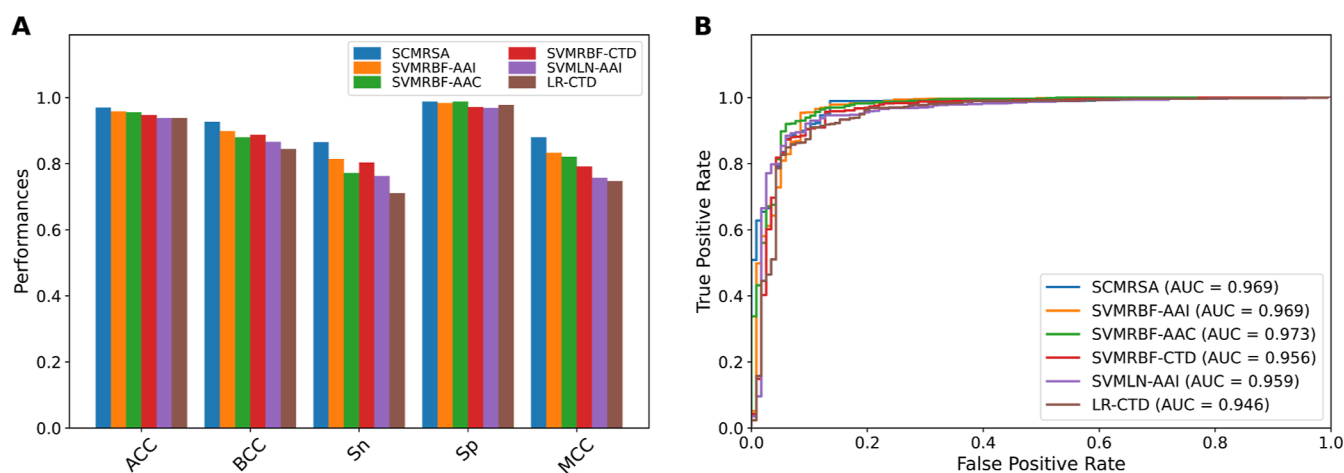 A
Performances
1.0
0.8
0.6
0.4
0.2
0.0
SCMRSA
SVMRBF-AAI
SVMRBF-AAC
SVMRBF-CTD
SVMLN-AAI
LR-CTD
ACC
BCC
Sn
Sp
MCC
B
True Positive Rate
1.0
0.8
0.6
0.4
0.2
0.0
SCMRSA (AUC = 0.969)
SVMRBF-AAI (AUC = 0.969)
SVMRBF-AAC (AUC = 0.973)
SVMRBF-CTD (AUC = 0.956)
SVMLN-AAI (AUC = 0.959)
LR-CTD (AUC = 0.946)
0.0 0.2 0.4 0.6 0.8 1.0
False Positive Rate